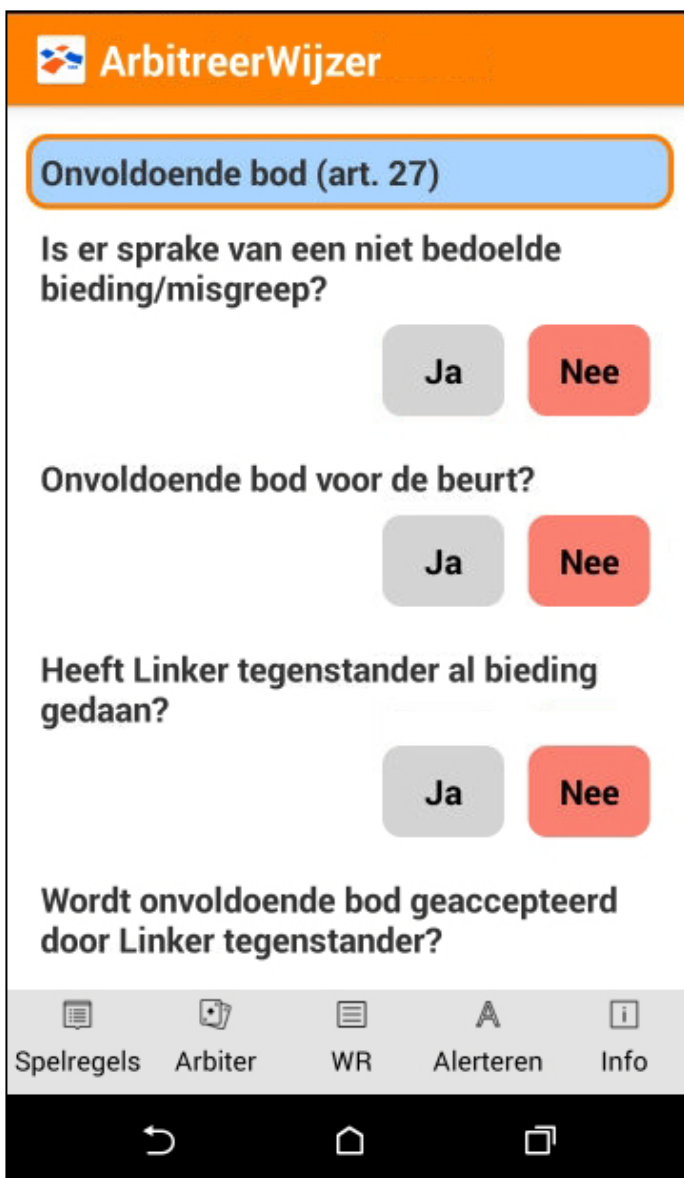 ArbitreerWijzer
Onvoldoende bod (art. 27)
Is er sprake van een niet bedoelde
bieding/misgreep?
Ja Nee
Onvoldoende bod voor de beurt?
Ja Nee
Heeft Linker tegenstander al bieding
gedaan?
Ja Nee
Wordt onvoldoende bod geaccepteerd
door Linker tegenstander?
Spelregels Arbiter WR Alerteren Info